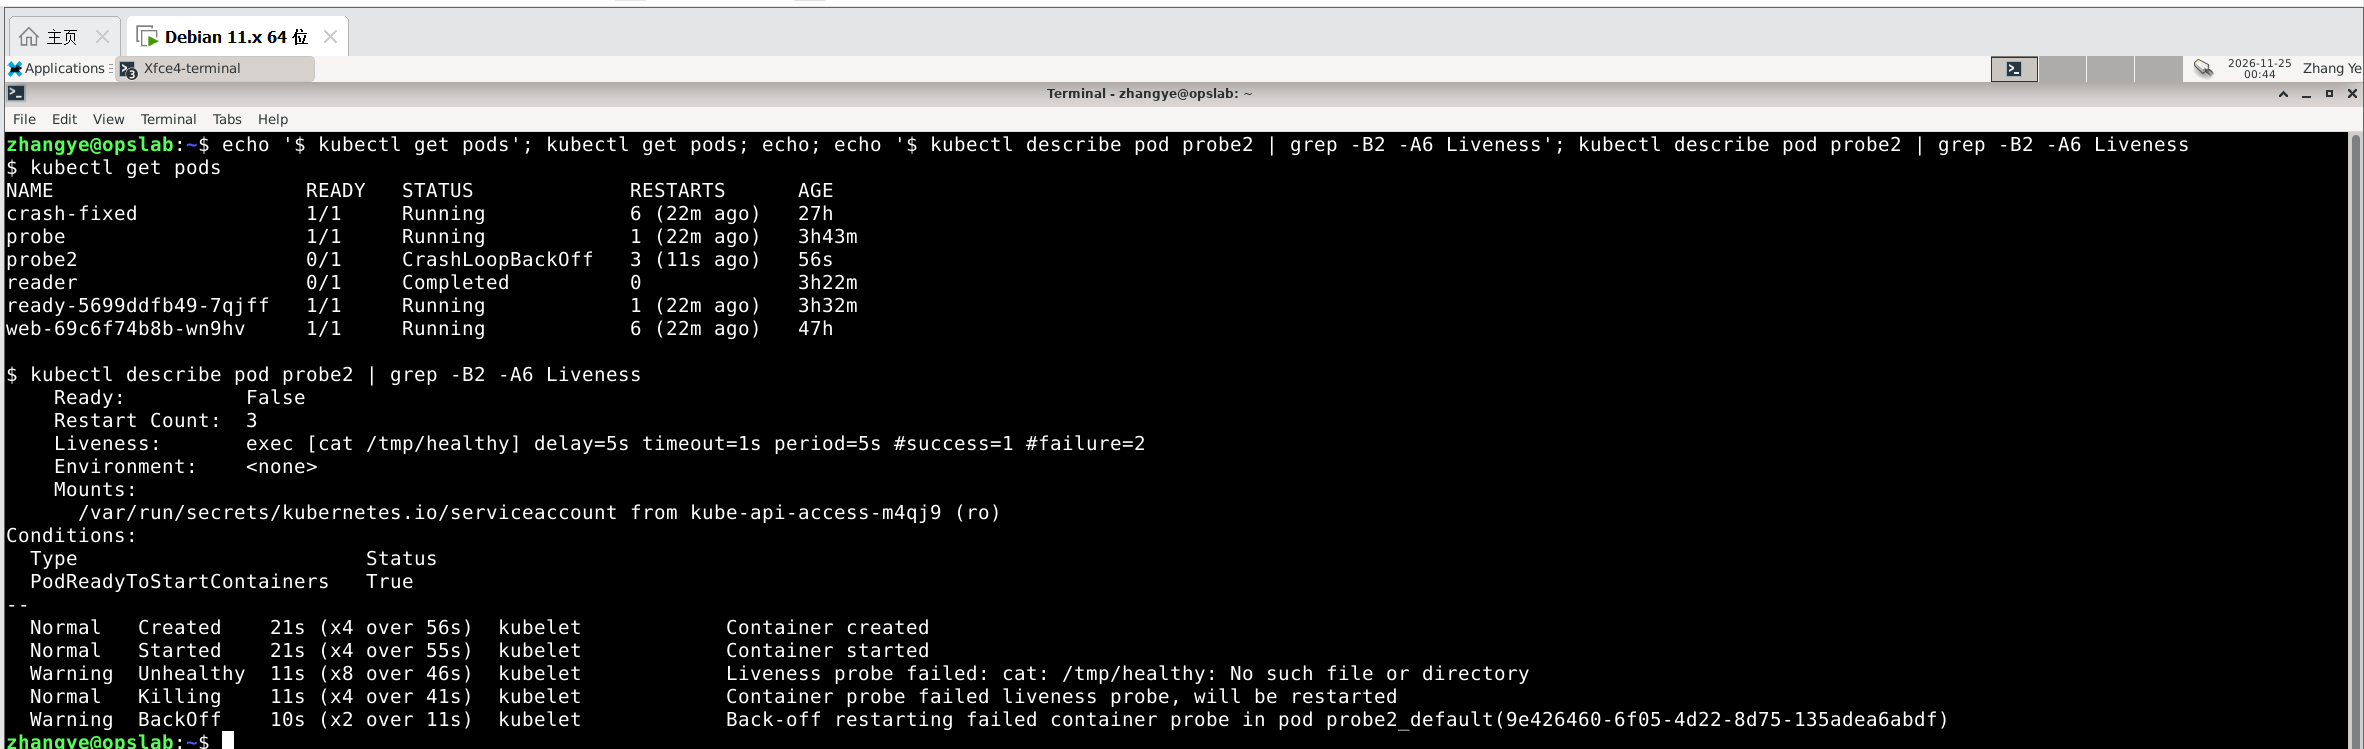 主页
Debian 11.x 64 位
Applications
Xfce4-terminal
2026-11-25
00:44
Zhang Ye
Terminal - zhangye@opslab: ~
File Edit View Terminal Tabs Help
zhangye@opslab:~$ echo '$ kubectl get pods'; kubectl get pods; echo; echo '$ kubectl describe pod probe2 | grep -B2 -A6 Liveness'; kubectl describe pod probe2 | grep -B2 -A6 Liveness
$ kubectl get pods
NAME                     READY   STATUS             RESTARTS      AGE
crash-fixed              1/1     Running            6 (22m ago)   27h
probe                    1/1     Running            1 (22m ago)   3h43m
probe2                   0/1     CrashLoopBackOff   3 (11s ago)   56s
reader                   0/1     Completed          0             3h22m
ready-5699ddfb49-7qjff   1/1     Running            1 (22m ago)   3h32m
web-69c6f74b8b-wn9hv     1/1     Running            6 (22m ago)   47h
$ kubectl describe pod probe2 | grep -B2 -A6 Liveness
    Ready:          False
    Restart Count:  3
    Liveness:       exec [cat /tmp/healthy] delay=5s timeout=1s period=5s #success=1 #failure=2
    Environment:    <none>
    Mounts:
      /var/run/secrets/kubernetes.io/serviceaccount from kube-api-access-m4qj9 (ro)
Conditions:
  Type                        Status
  PodReadyToStartContainers   True
--
  Normal   Created    21s (x4 over 56s)  kubelet            Container created
  Normal   Started    21s (x4 over 55s)  kubelet            Container started
  Warning  Unhealthy  11s (x8 over 46s)  kubelet            Liveness probe failed: cat: /tmp/healthy: No such file or directory
  Normal   Killing    11s (x4 over 41s)  kubelet            Container probe failed liveness probe, will be restarted
  Warning  BackOff    10s (x2 over 11s)  kubelet            Back-off restarting failed container probe in pod probe2_default(9e426460-6f05-4d22-8d75-135adea6abdf)
zhangye@opslab:~$